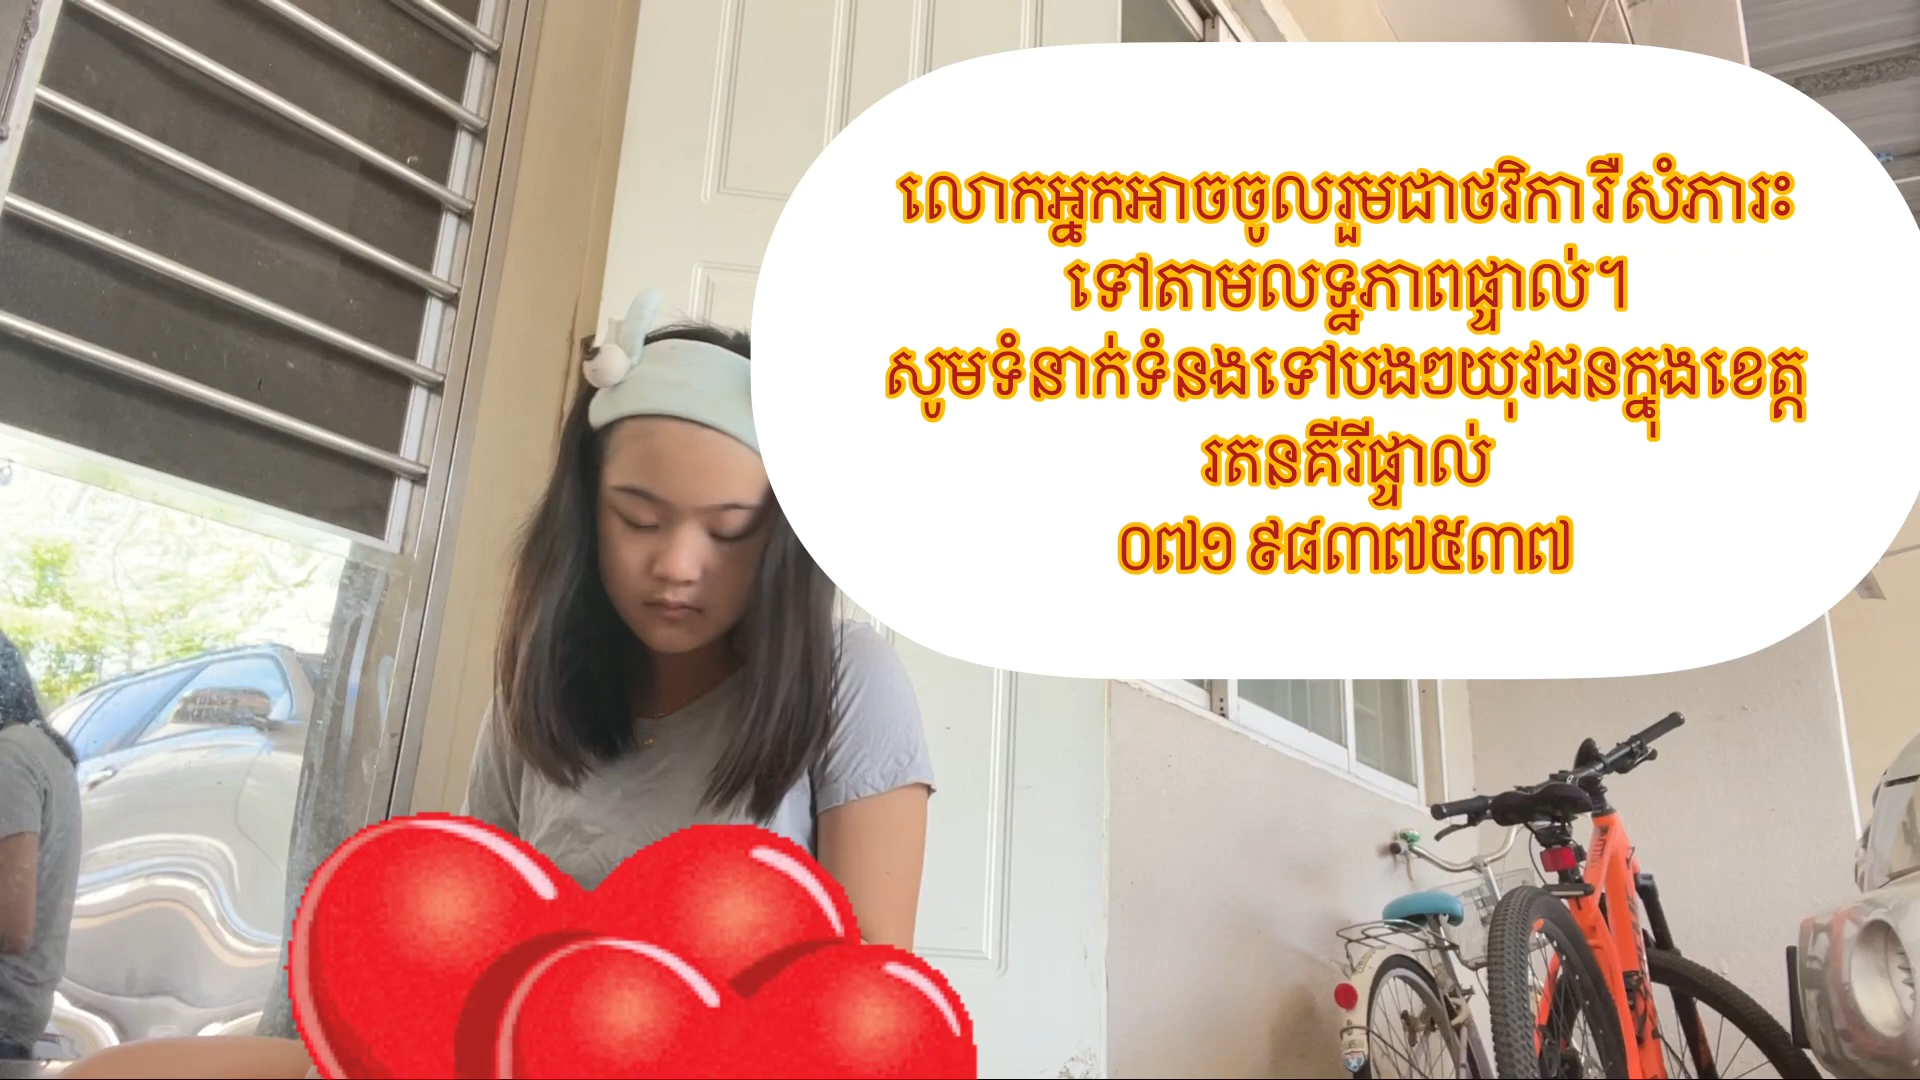 លោកអ្នកអាចចូលរួមជាថវិការឺសំភារះ
ទៅតាមលទ្ឋភាពផ្ទាល់។
សូមទំនាក់ទំនងទៅបងៗយុវជនក្នុងខេត្ត
រតនគីរីផ្ទាល់
០៧១ ៩៨៣៧៥៣៧